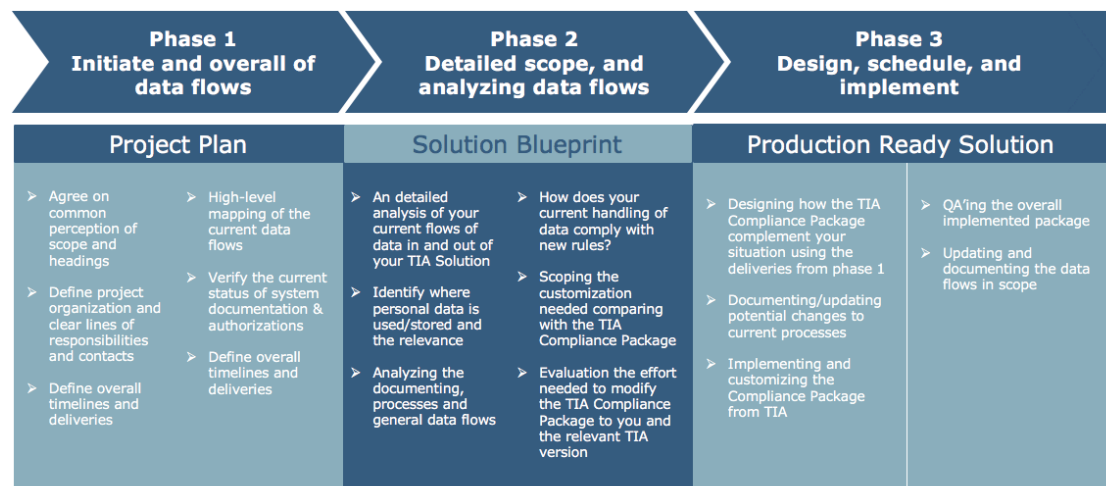 Phase 1
Initiate and overall of
data flows
Phase 2
Detailed scope, and
analyzing data flows
Phase 3
Design, schedule, and
implement
Project Plan
➢ Agree on
common
perception of
scope and
headings
➢ Define project
organization and
clear lines of
responsibilities
and contacts
➢ Define overall
timelines and
deliveries
➢ High-level
mapping of the
current data
flows
➢ Verify the current
status of system
documentation &
authorizations
➢ Define overall
timelines and
deliveries
Solution Blueprint
➢ An detailed
analysis of your
current flows of
data in and out of
your TIA Solution
➢ Identify where
personal data is
used/stored and
the relevance
➢ Analyzing the
documenting,
processes and
general data flows
➢ How does your
current handling of
data comply with
new rules?
➢ Scoping the
customization
needed comparing
with the TIA
Compliance Package
➢ Evaluation the effort
needed to modify
the TIA Compliance
Package to you and
the relevant TIA
version
Production Ready Solution
➢ Designing how the TIA
Compliance Package
complement your
situation using the
deliveries from phase 1
➢ Documenting/updating
potential changes to
current processes
➢ Implementing and
customizing the
Compliance Package
from TIA
➢ QA'ing the overall
implemented package
➢ Updating and
documenting the data
flows in scope